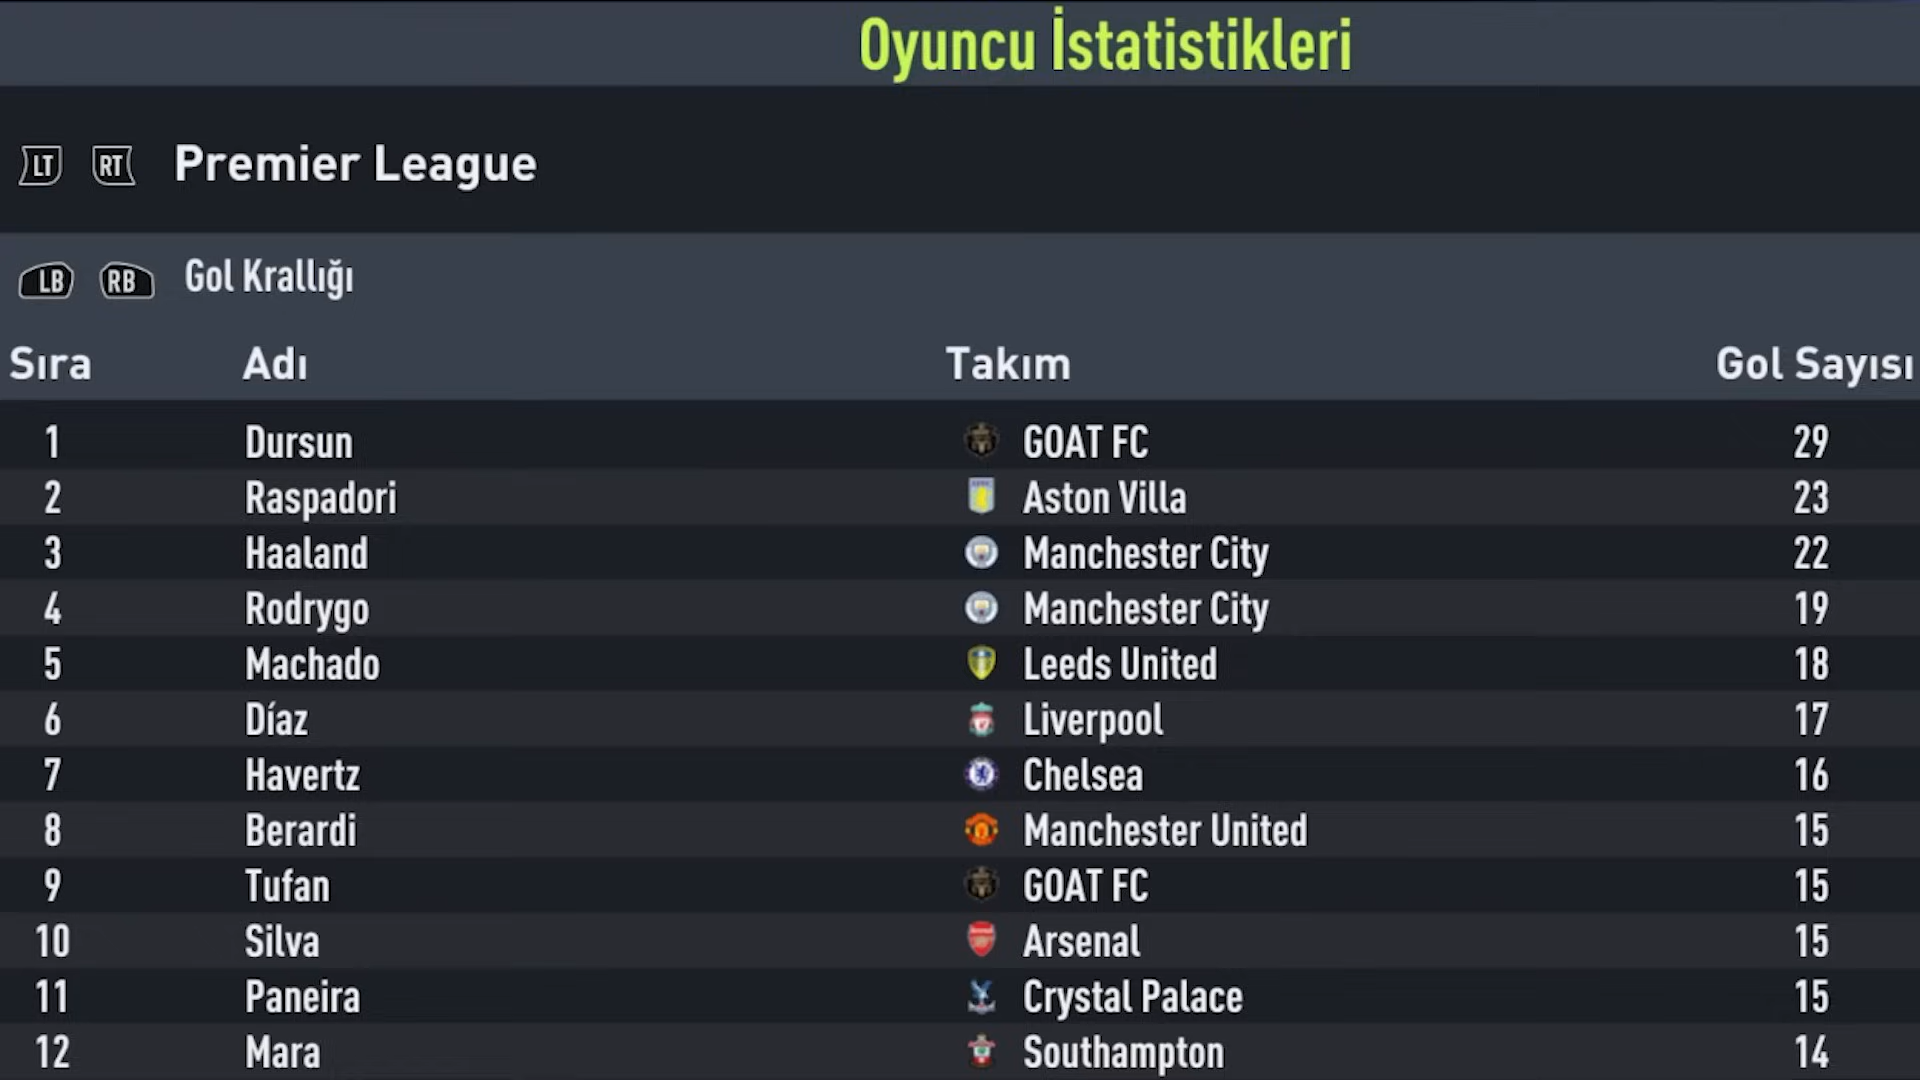 Oyuncu İstatistikleri
LT RT Premier League
LB RB Gol Krallığı
Sıra Adı Takım Gol Sayısı
1 Dursun GOAT FC 29
2 Raspadori Aston Villa 23
3 Haaland Manchester City 22
4 Rodrygo Manchester City 19
5 Machado Leeds United 18
6 Díaz Liverpool 17
7 Havertz Chelsea 16
8 Berardi Manchester United 15
9 Tufan GOAT FC 15
10 Silva Arsenal 15
11 Paneira Crystal Palace 15
12 Mara Southampton 14